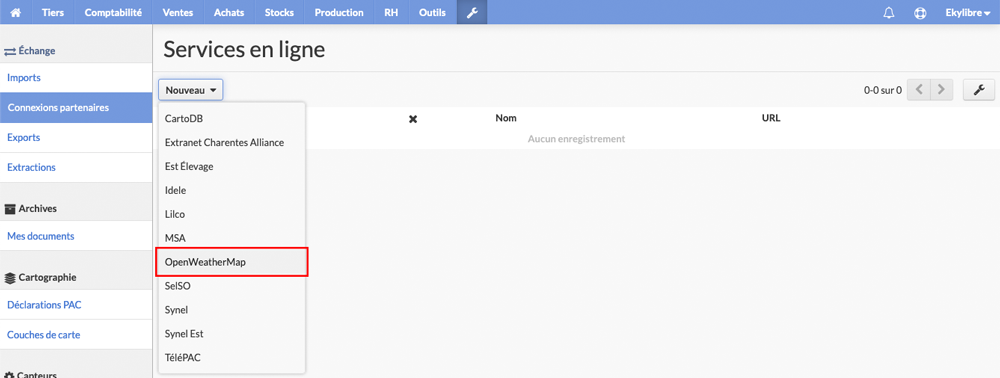 Tiers Comptabilité Ventes Achats Stocks Production RH Outils Ekylibre
Échange
Imports
Connexions partenaires
Exports
Extractions
Archives
Mes documents
Cartographie
Déclarations PAC
Couches de carte
Capteurs
Services en ligne
Nouveau 0-0 sur 0
Nom URL
Aucun enregistrement
CartoDB
Extranet Charentes Alliance
Est Élevage
Idele
Lilco
MSA
OpenWeatherMap
SelSO
Synel
Synel Est
TéléPAC